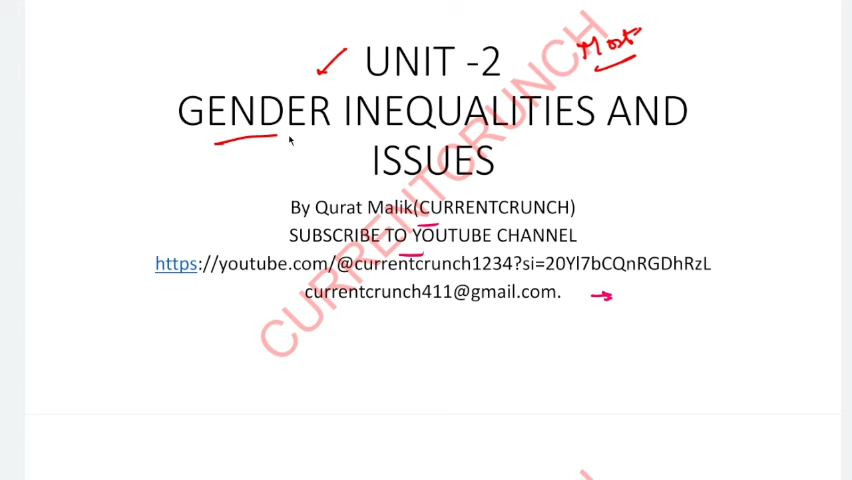 UNIT -2
Most
GENDER INEQUALITIES AND
ISSUES
By Qurat Malik(CURRENTCRUNCH)
SUBSCRIBE TO YOUTUBE CHANNEL
https://youtube.com/@currentcrunch1234?si=20Yl7bCQnRGDhRzL
currentcrunch411@gmail.com.
CURRENTCRUNCH